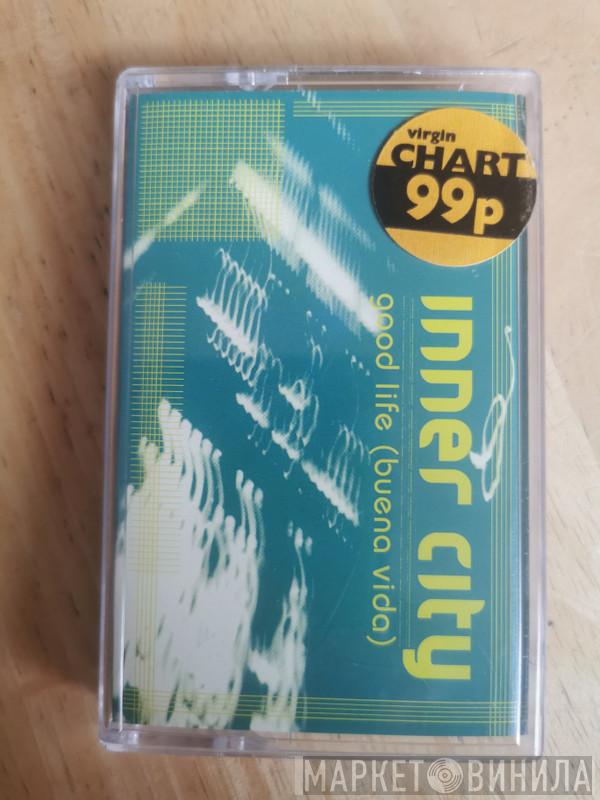 virgin
CHART
99p
inner city
good life (buena vida)
МАРКЕТ ВИНИЛА